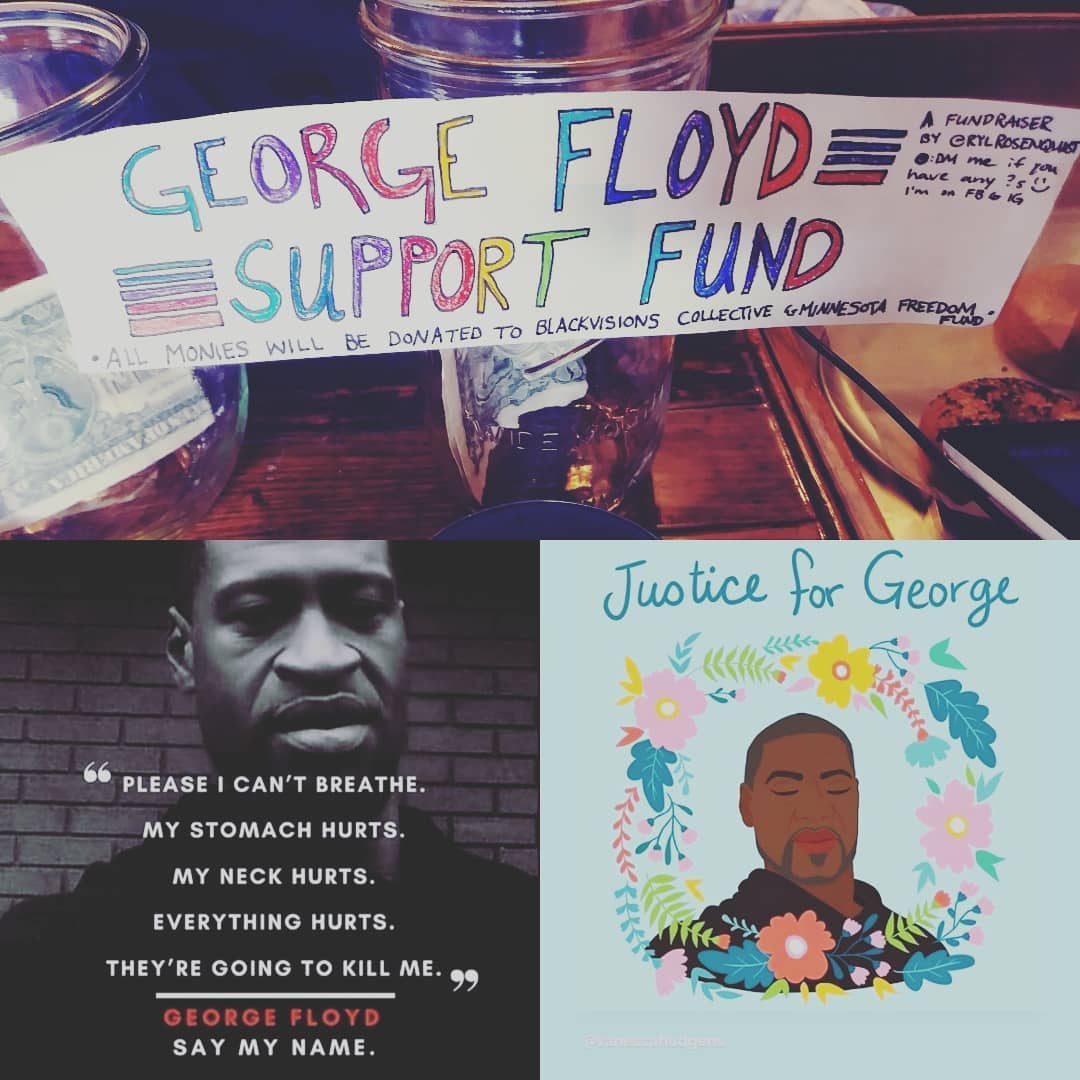 GEORGE FLOYD
SUPPORT FUND
A FUNDRAISER
BY @RYLROSENQUIST
:DM me if you
have any ?s
I'm on FB & IG
• ALL MONIES WILL BE DONATED TO BLACKVISIONS COLLECTIVE & MINNESOTA FREEDOM
FUND •
“ PLEASE I CAN’T BREATHE.
MY STOMACH HURTS.
MY NECK HURTS.
EVERYTHING HURTS.
THEY’RE GOING TO KILL ME. ”
GEORGE FLOYD
SAY MY NAME.
Justice for George
@vanessahudgens